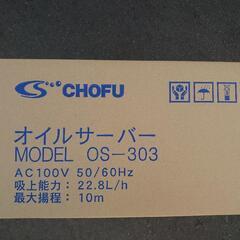 CHOFU
オイルサーバー
MODEL OS-303
AC100V 50/60Hz
吸上能力: 22.8L/h
最大揚程: 10m